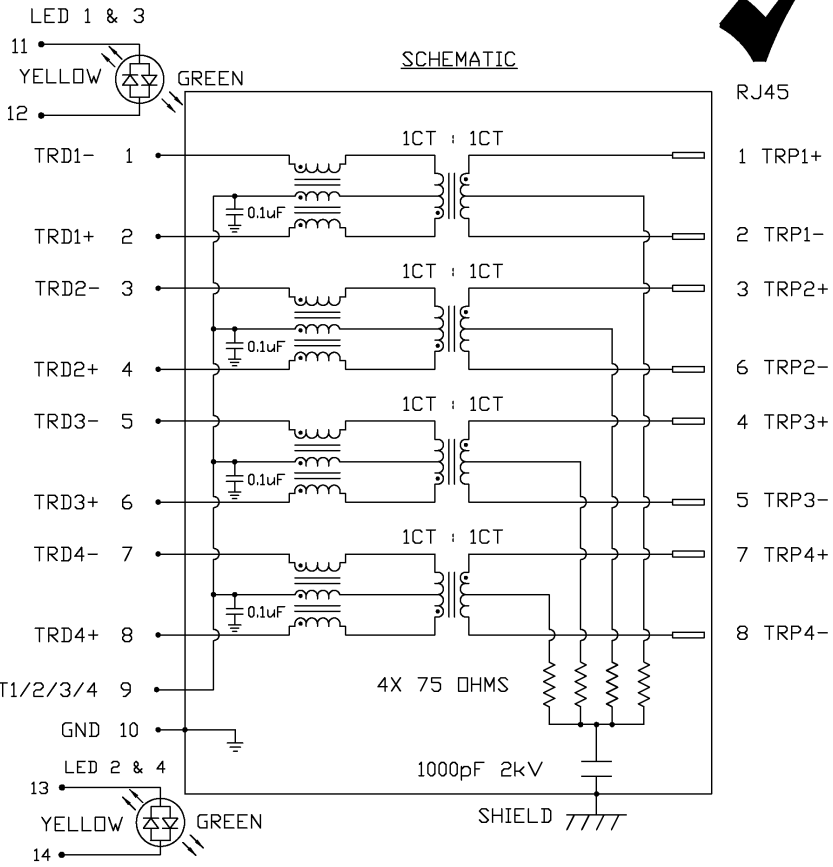 LED 1 & 3
11
YELLOW GREEN
12
SCHEMATIC
RJ45
1CT : 1CT
TRD1- 1
1 TRP1+
0.1uF
TRD1+ 2
2 TRP1-
1CT : 1CT
TRD2- 3
3 TRP2+
0.1uF
TRD2+ 4
6 TRP2-
1CT : 1CT
TRD3- 5
4 TRP3+
0.1uF
TRD3+ 6
5 TRP3-
1CT : 1CT
TRD4- 7
7 TRP4+
0.1uF
TRD4+ 8
8 TRP4-
T1/2/3/4 9
4X 75 OHMS
GND 10
LED 2 & 4
1000pF 2kV
13
YELLOW GREEN
SHIELD
14